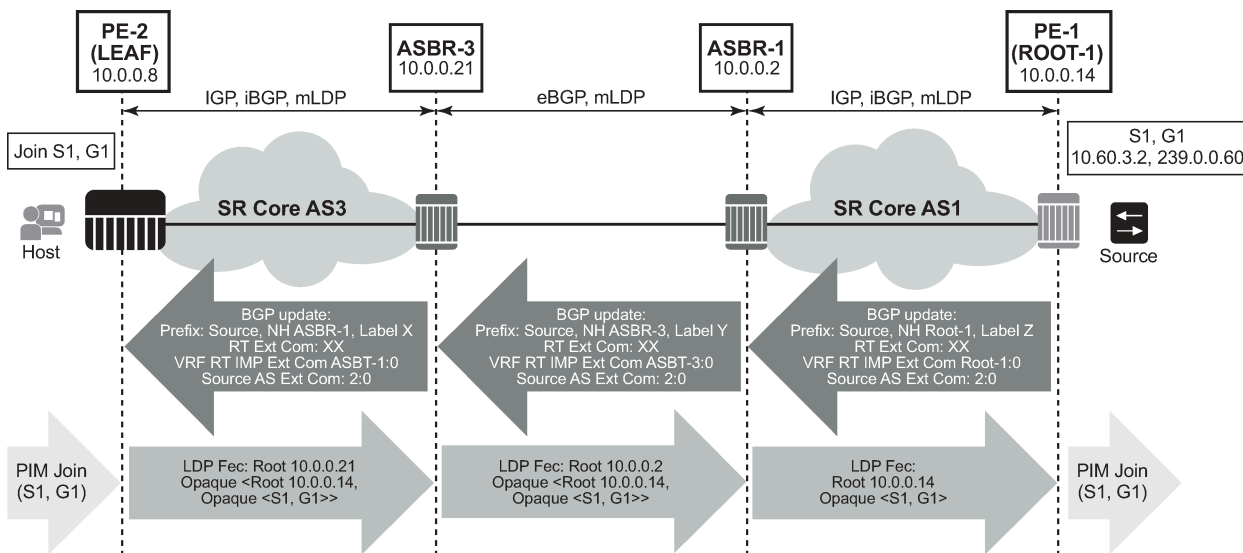 PE-2
(LEAF)
10.0.0.8
ASBR-3
10.0.0.21
ASBR-1
10.0.0.2
PE-1
(ROOT-1)
10.0.0.14
IGP, iBGP, mLDP
eBGP, mLDP
IGP, iBGP, mLDP
Join S1, G1
S1, G1
10.60.3.2, 239.0.0.60
Host
SR Core AS3
SR Core AS1
Source
BGP update:
Prefix: Source, NH ASBR-1, Label X
RT Ext Com: XX
VRF RT IMP Ext Com ASBT-1:0
Source AS Ext Com: 2:0
BGP update:
Prefix: Source, NH ASBR-3, Label Y
RT Ext Com: XX
VRF RT IMP Ext Com ASBT-3:0
Source AS Ext Com: 2:0
BGP update:
Prefix: Source, NH Root-1, Label Z
RT Ext Com: XX
VRF RT IMP Ext Com Root-1:0
Source AS Ext Com: 2:0
PIM Join
(S1, G1)
LDP Fec: Root 10.0.0.21
Opaque <Root 10.0.0.14,
Opaque <S1, G1>>
LDP Fec: Root 10.0.0.2
Opaque <Root 10.0.0.14,
Opaque <S1, G1>>
LDP Fec:
Root 10.0.0.14
Opaque <S1, G1>
PIM Join
(S1, G1)